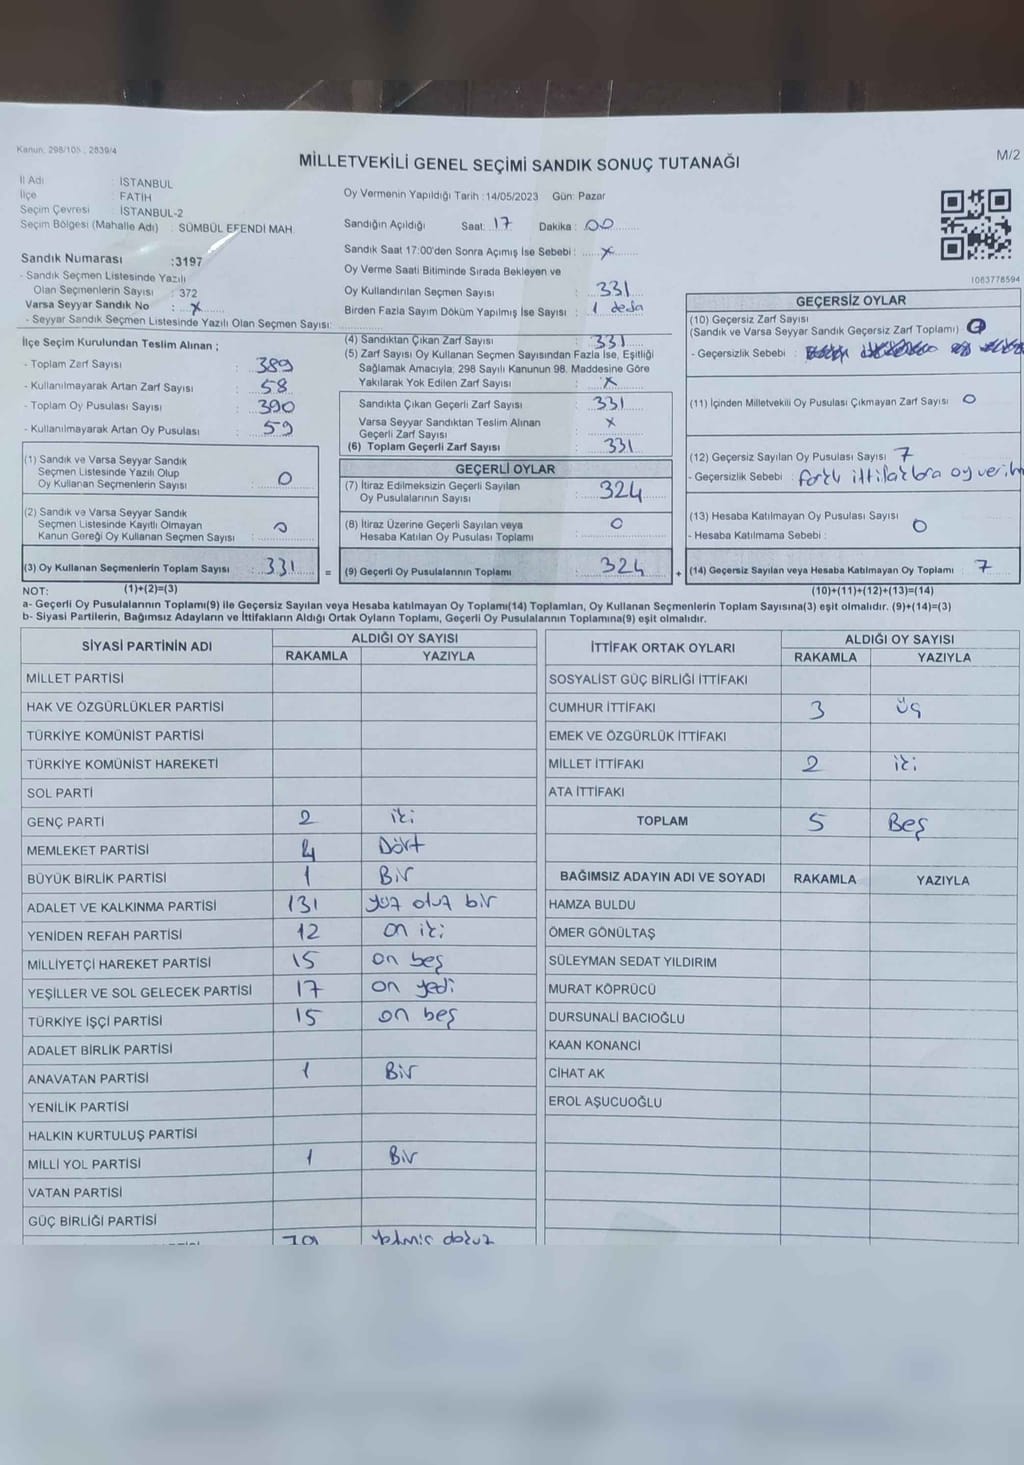 Kanun: 298/105 ; 2839/4
MİLLETVEKİLİ GENEL SEÇİMİ SANDIK SONUÇ TUTANAĞI
M/2
İl Adı : İSTANBUL
İlçe : FATİH
Seçim Çevresi : İSTANBUL-2
Seçim Bölgesi (Mahalle Adı) : SÜMBÜL EFENDİ MAH.
Sandık Numarası :3197
- Sandık Seçmen Listesinde Yazılı
Olan Seçmenlerin Sayısı : 372
Varsa Seyyar Sandık No : x
- Seyyar Sandık Seçmen Listesinde Yazılı Olan Seçmen Sayısı:
Oy Vermenin Yapıldığı Tarih :14/05/2023 Gün: Pazar
Sandığın Açıldığı Saat: 17 Dakika : 00
Sandık Saat 17:00'den Sonra Açımış İse Sebebi : x
Oy Verme Saati Bitiminde Sırada Bekleyen ve
Oy Kullandırılan Seçmen Sayısı : 331
Birden Fazla Sayım Döküm Yapılmış İse Sayısı : 1 defa
1063778594
İlçe Seçim Kurulundan Teslim Alınan ;
- Toplam Zarf Sayısı : 389
- Kullanılmayarak Artan Zarf Sayısı : 58
- Toplam Oy Pusulası Sayısı : 390
- Kullanılmayarak Artan Oy Pusulası : 59
(1) Sandık ve Varsa Seyyar Sandık
Seçmen Listesinde Yazılı Olup
Oy Kullanan Seçmenlerin Sayısı : 0
(2) Sandık ve Varsa Seyyar Sandık
Seçmen Listesinde Kayıtlı Olmayan
Kanun Gereği Oy Kullanan Seçmen Sayısı : 0
(3) Oy Kullanan Seçmenlerin Toplam Sayısı : 331 =
(4) Sandıktan Çıkan Zarf Sayısı : 331
(5) Zarf Sayısı Oy Kullanan Seçmen Sayısından Fazla İse, Eşitliği
Sağlamak Amacıyla; 298 Sayılı Kanunun 98. Maddesine Göre
Yakılarak Yok Edilen Zarf Sayısı : x
Sandıkta Çıkan Geçerli Zarf Sayısı : 331
Varsa Seyyar Sandıktan Teslim Alınan x
Geçerli Zarf Sayısı
(6) Toplam Geçerli Zarf Sayısı : 331
GEÇERLİ OYLAR
(7) İtiraz Edilmeksizin Geçerli Sayılan
Oy Pusulalarının Sayısı : 324
(8) İtiraz Üzerine Geçerli Sayılan veya
Hesaba Katılan Oy Pusulası Toplamı : 0
(9) Geçerli Oy Pusulalarının Toplamı : 324 +
GEÇERSİZ OYLAR
(10) Geçersiz Zarf Sayısı
(Sandık ve Varsa Seyyar Sandık Geçersiz Zarf Toplamı)
- Geçersizlik Sebebi :
(11) İçinden Milletvekili Oy Pusulası Çıkmayan Zarf Sayısı 0
(12) Geçersiz Sayılan Oy Pusulası Sayısı 7
- Geçersizlik Sebebi : oy
(13) Hesaba Katılmayan Oy Pusulası Sayısı 0
- Hesaba Katılmama Sebebi :
(14) Geçersiz Sayılan veya Hesaba Katılmayan Oy Toplamı : 7
NOT: (1)+(2)=(3) (10)+(11)+(12)+(13)=(14)
a- Geçerli Oy Pusulalarının Toplamı(9) ile Geçersiz Sayılan veya Hesaba katılmayan Oy Toplamı(14) Toplamları, Oy Kullanan Seçmenlerin Toplam Sayısına(3) eşit olmalıdır. (9)+(14)=(3)
b- Siyasi Partilerin, Bağımsız Adayların ve İttifakların Aldığı Ortak Oyların Toplamı, Geçerli Oy Pusulalarının Toplamına(9) eşit olmalıdır.
SİYASİ PARTİNİN ADI ALDIĞI OY SAYISI
RAKAMLA YAZIYLA
MİLLET PARTİSİ
HAK VE ÖZGÜRLÜKLER PARTİSİ
TÜRKİYE KOMÜNİST PARTİSİ
TÜRKİYE KOMÜNİST HAREKETİ
SOL PARTİ
GENÇ PARTİ 2 iki
MEMLEKET PARTİSİ 4 Dört
BÜYÜK BİRLİK PARTİSİ 1 Bir
ADALET VE KALKINMA PARTİSİ 131 yüz otuz bir
YENİDEN REFAH PARTİSİ 12 on iki
MİLLİYETÇİ HAREKET PARTİSİ 15 on beş
YEŞİLLER VE SOL GELECEK PARTİSİ 17 on yedi
TÜRKİYE İŞÇİ PARTİSİ 15 on beş
ADALET BİRLİK PARTİSİ
ANAVATAN PARTİSİ 1 Bir
YENİLİK PARTİSİ
HALKIN KURTULUŞ PARTİSİ
MİLLİ YOL PARTİSİ 1 Bir
VATAN PARTİSİ
GÜÇ BİRLİĞİ PARTİSİ
79 yetmiş dokuz
İTTİFAK ORTAK OYLARI ALDIĞI OY SAYISI
RAKAMLA YAZIYLA
SOSYALİST GÜÇ BİRLİĞİ İTTİFAKI
CUMHUR İTTİFAKI 3 üç
EMEK VE ÖZGÜRLÜK İTTİFAKI
MİLLET İTTİFAKI 2 iki
ATA İTTİFAKI
TOPLAM 5 Beş
BAĞIMSIZ ADAYIN ADI VE SOYADI RAKAMLA YAZIYLA
HAMZA BULDU
ÖMER GÖNÜLTAŞ
SÜLEYMAN SEDAT YILDIRIM
MURAT KÖPRÜCÜ
DURSUNALİ BACIOĞLU
KAAN KONANCİ
CİHAT AK
EROL AŞUCUOĞLU